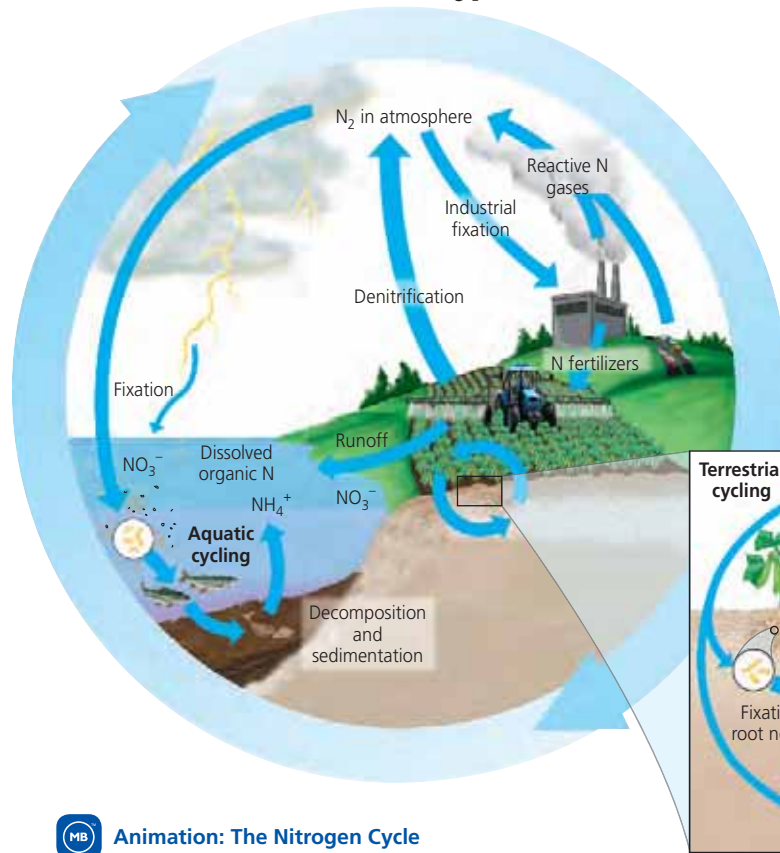 N₂ in atmosphere
Reactive N
gases
Industrial
fixation
Denitrification
N fertilizers
Fixation
Runoff
NO₃⁻
Dissolved
organic N
NH₄⁺
NO₃⁻
Aquatic
cycling
Decomposition
and
sedimentation
Terrestria
cycling
Fixati
root n
MB
Animation: The Nitrogen Cycle